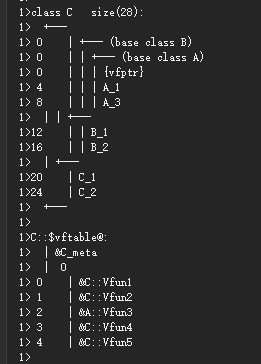 1>class C	size(28):
1>	+---
1> 0	| +--- (base class B)
1> 0	| | +--- (base class A)
1> 0	| | | {vfptr}
1> 4	| | | A_1
1> 8	| | | A_3
1>	| | +---
1>12	| | B_1
1>16	| | B_2
1>	| +---
1>20	| C_1
1>24	| C_2
1>	+---
1>
1>C::$vftable@:
1>	| &C_meta
1>	|  0
1> 0	| &C::Vfun1
1> 1	| &C::Vfun2
1> 2	| &A::Vfun3
1> 3	| &C::Vfun4
1> 4	| &C::Vfun5
1>